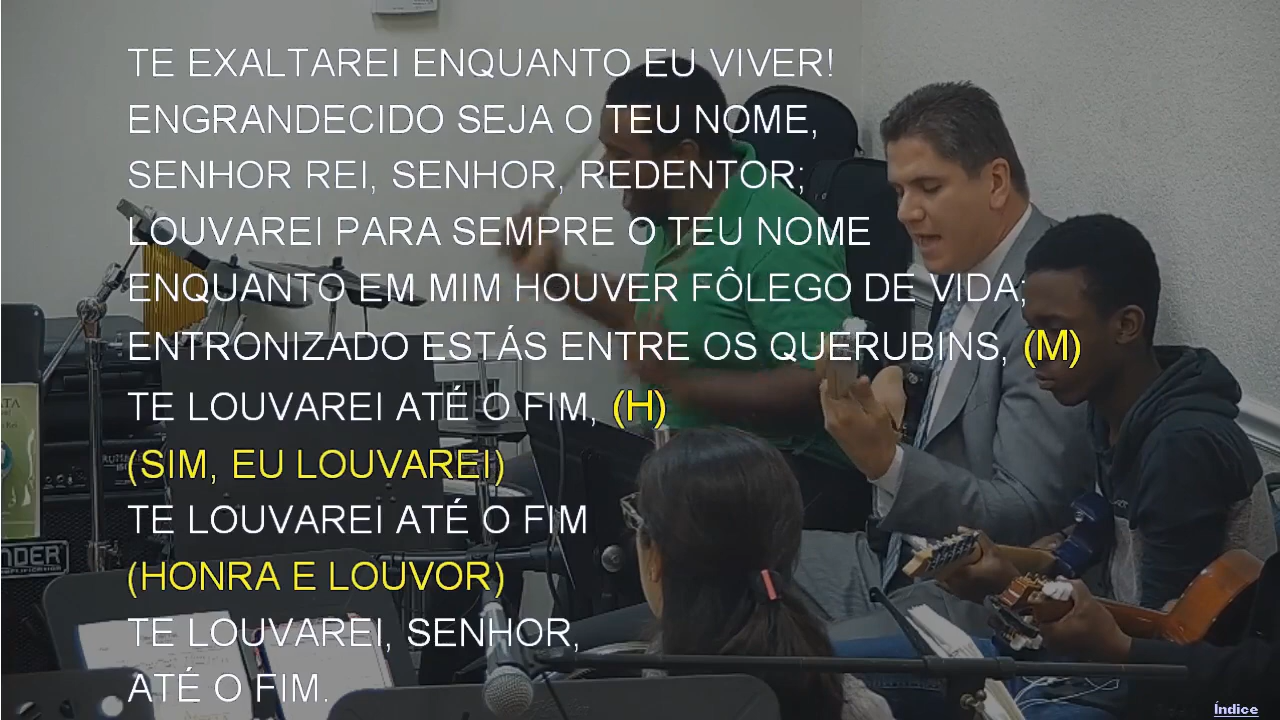 TE EXALTAREI ENQUANTO EU VIVER!
ENGRANDECIDO SEJA O TEU NOME,
SENHOR REI, SENHOR, REDENTOR;
LOUVAREI PARA SEMPRE O TEU NOME
ENQUANTO EM MIM HOUVER FÔLEGO DE VIDA;
ENTRONIZADO ESTÁS ENTRE OS QUERUBINS, (M)
TE LOUVAREI ATÉ O FIM, (H)
(SIM, EU LOUVAREI)
TE LOUVAREI ATÉ O FIM
(HONRA E LOUVOR)
TE LOUVAREI, SENHOR,
ATÉ O FIM.
Índice